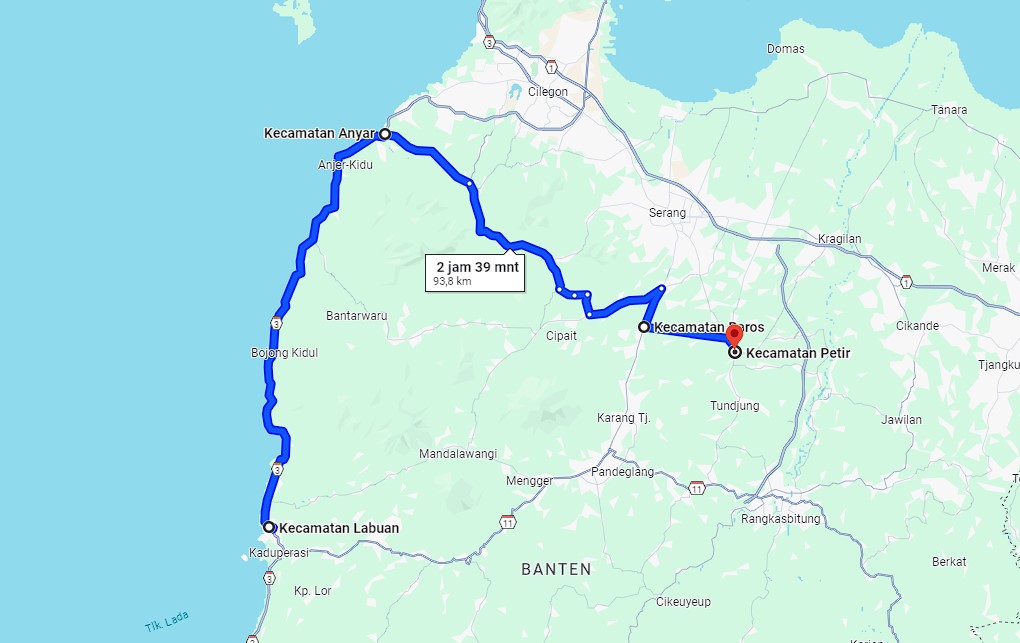 3
1
Domas
Cilegon
Tanara
Kecamatan Anyar
Anjer-Kidu
Serang
Kragilan
2 jam 39 mnt
93,8 km
Merak
1
Bantarwaru
3
Kecamatan Baros
Cikande
Cipait
Bojong Kidul
Kecamatan Petir
Tjangku
Tundjung
Karang Tj.
Jawilan
Mandalawangi
3
Pandeglang
Mengger
11
Rangkasbitung
11
Kecamatan Labuan
Kaduperasi
Berkat
BANTEN
3
Kp. Lor
Cikeuyeup
Tlk. Lada